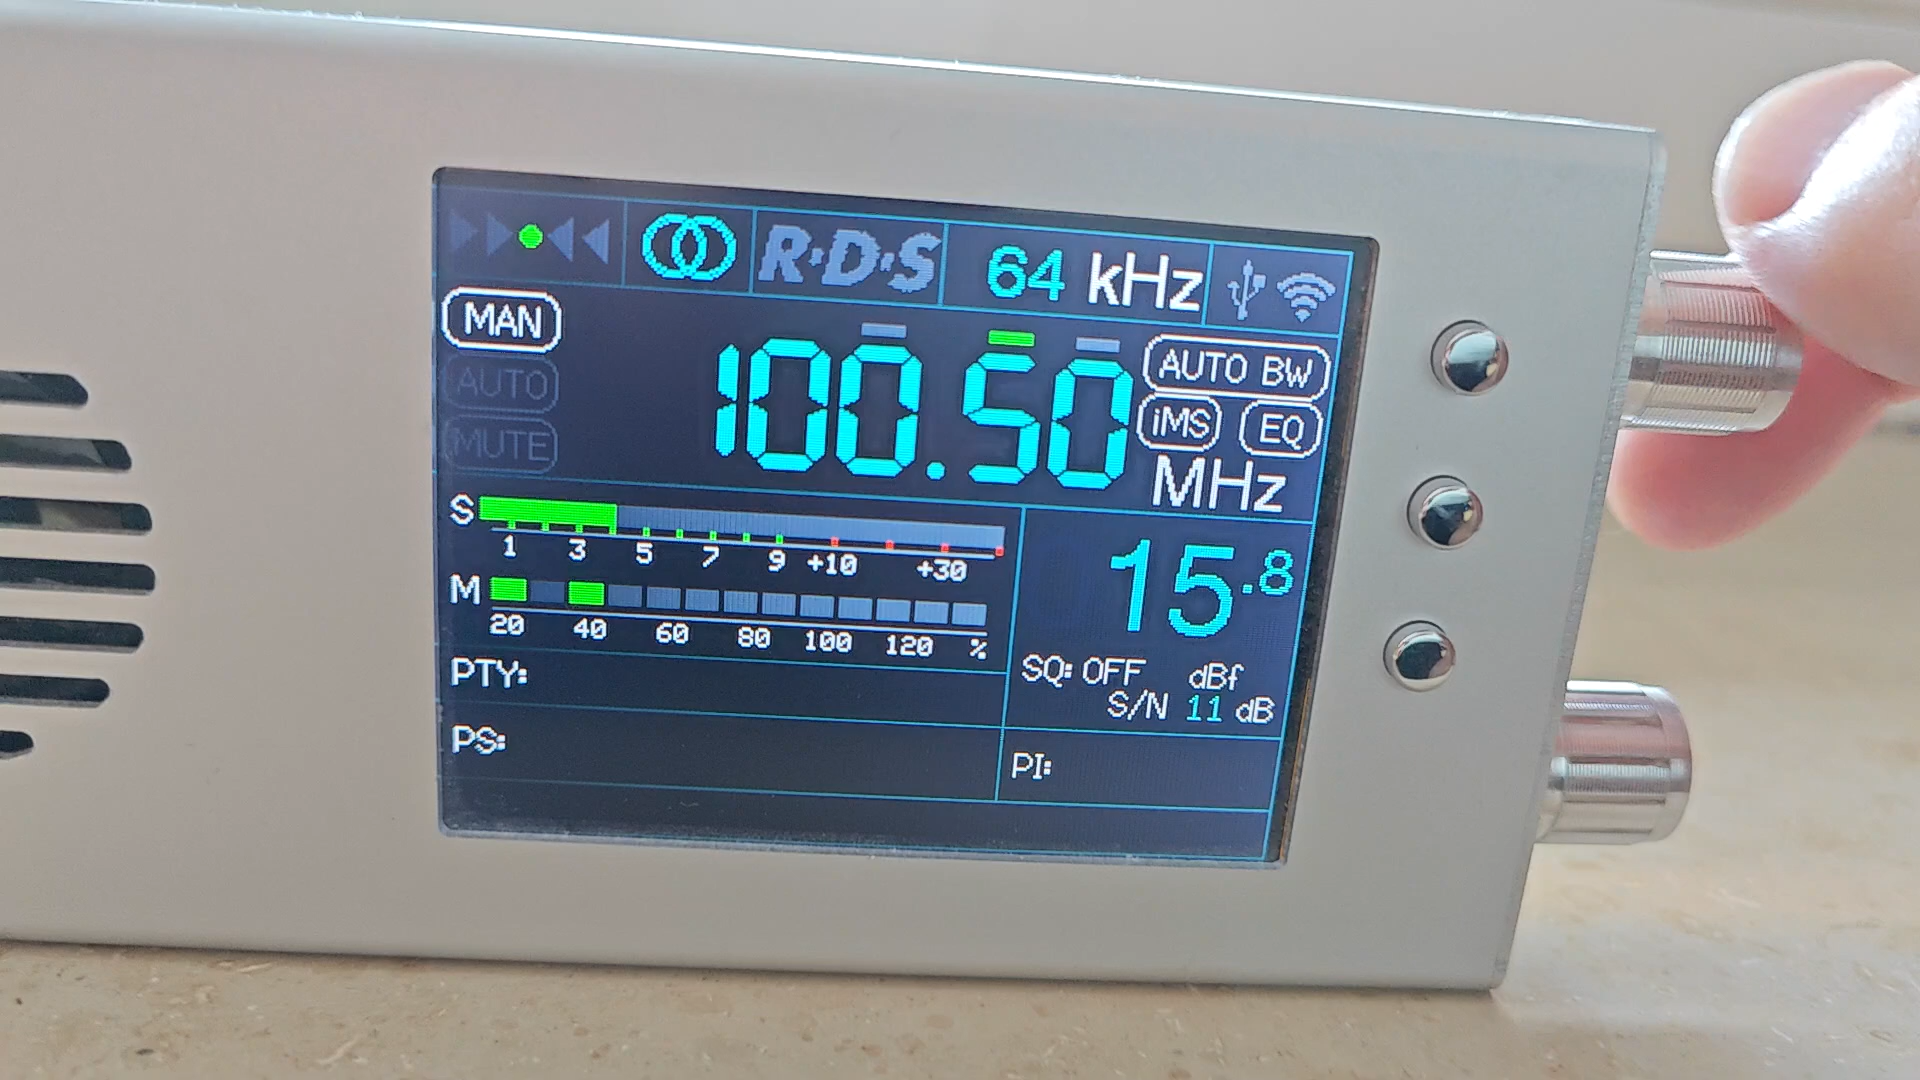 R·D·S 64 kHz
MAN
AUTO
MUTE
100.50
AUTO BW
iMS EQ
MHz
S
1 3 5 7 9 +10 +30
M
20 40 60 80 100 120 %
15.8
SQ: OFF dBf
S/N 11 dB
PTY:
PS:
PI: